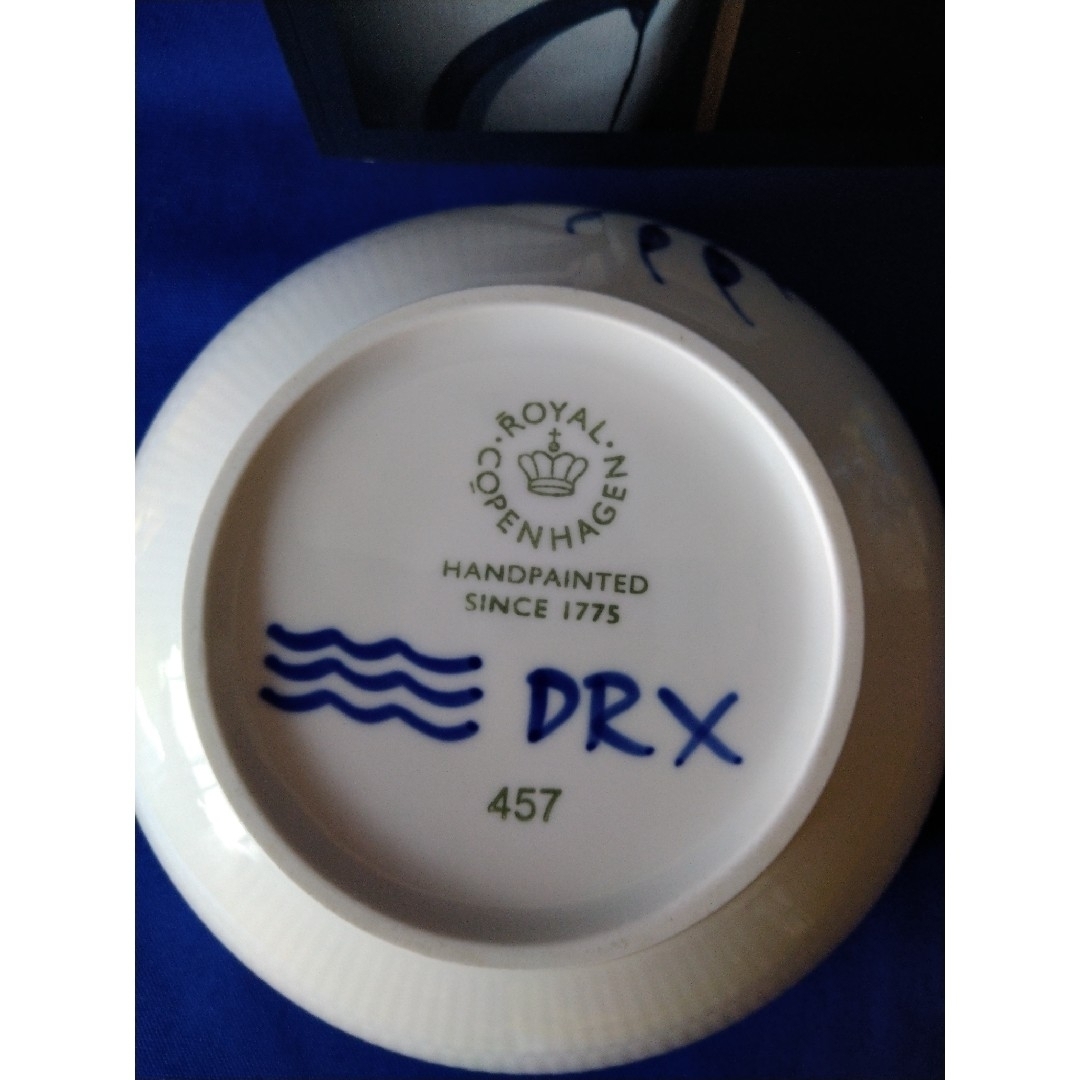 ROYAL
COPENHAGEN
HANDPAINTED
SINCE 1775
DRX
457